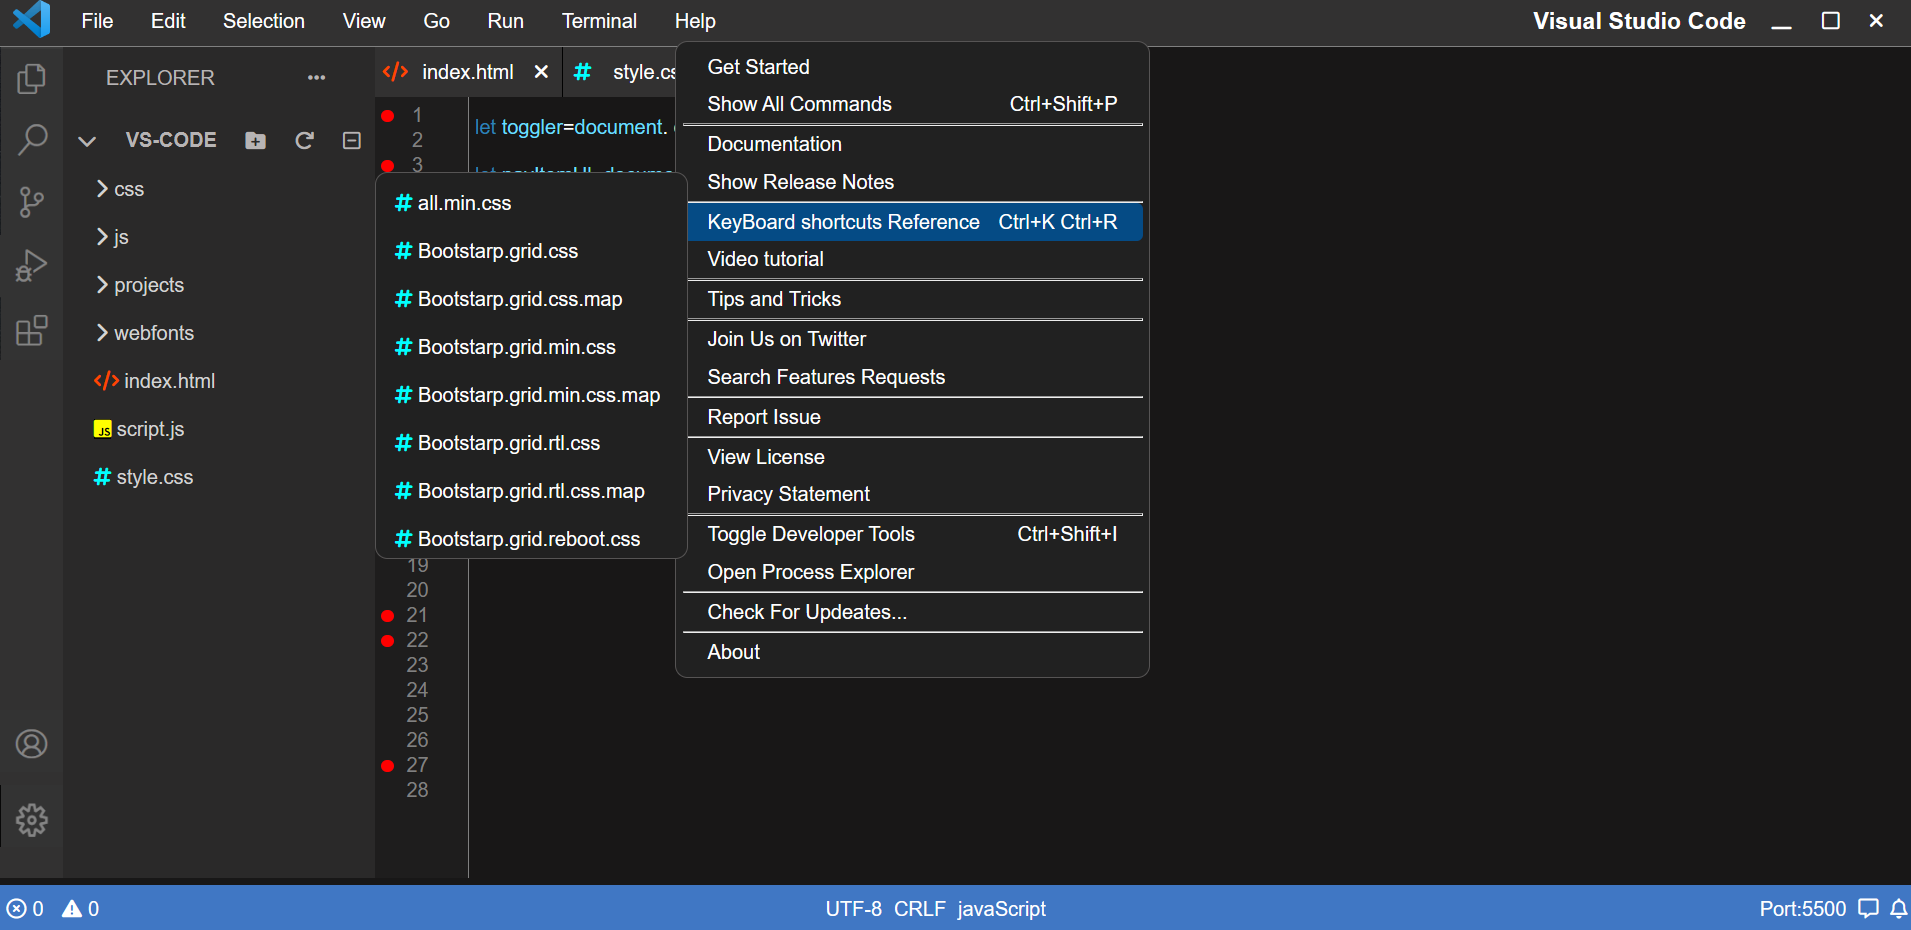 File Edit Selection View Go Run Terminal Help Visual Studio Code
EXPLORER
VS-CODE
css
js
projects
webfonts
index.html
JS script.js
# style.css
index.html # style.cs
1
2
3
let toggler=document.
# all.min.css
# Bootstarp.grid.css
# Bootstarp.grid.css.map
# Bootstarp.grid.min.css
# Bootstarp.grid.min.css.map
# Bootstarp.grid.rtl.css
# Bootstarp.grid.rtl.css.map
# Bootstarp.grid.reboot.css
19
20
21
22
23
24
25
26
27
28
Get Started
Show All Commands Ctrl+Shift+P
Documentation
Show Release Notes
KeyBoard shortcuts Reference Ctrl+K Ctrl+R
Video tutorial
Tips and Tricks
Join Us on Twitter
Search Features Requests
Report Issue
View License
Privacy Statement
Toggle Developer Tools Ctrl+Shift+I
Open Process Explorer
Check For Updeates...
About
0 0 UTF-8 CRLF javaScript Port:5500